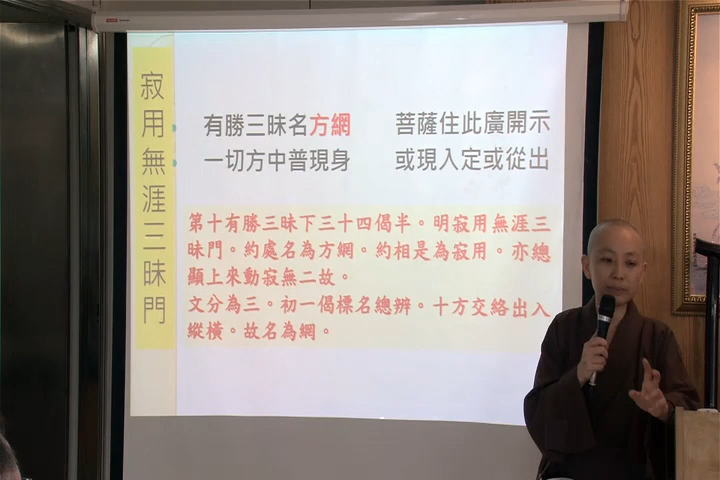 寂用無涯三昧門
有勝三昧名方網　　菩薩住此廣開示
一切方中普現身　　或現入定或從出
第十有勝三昧下三十四偈半。明寂用無涯三
昧門。約處名為方網。約相是為寂用。亦總
顯上來動寂無二故。
文分為三。初一偈標名總辨。十方交絡出入
縱橫。故名為網。